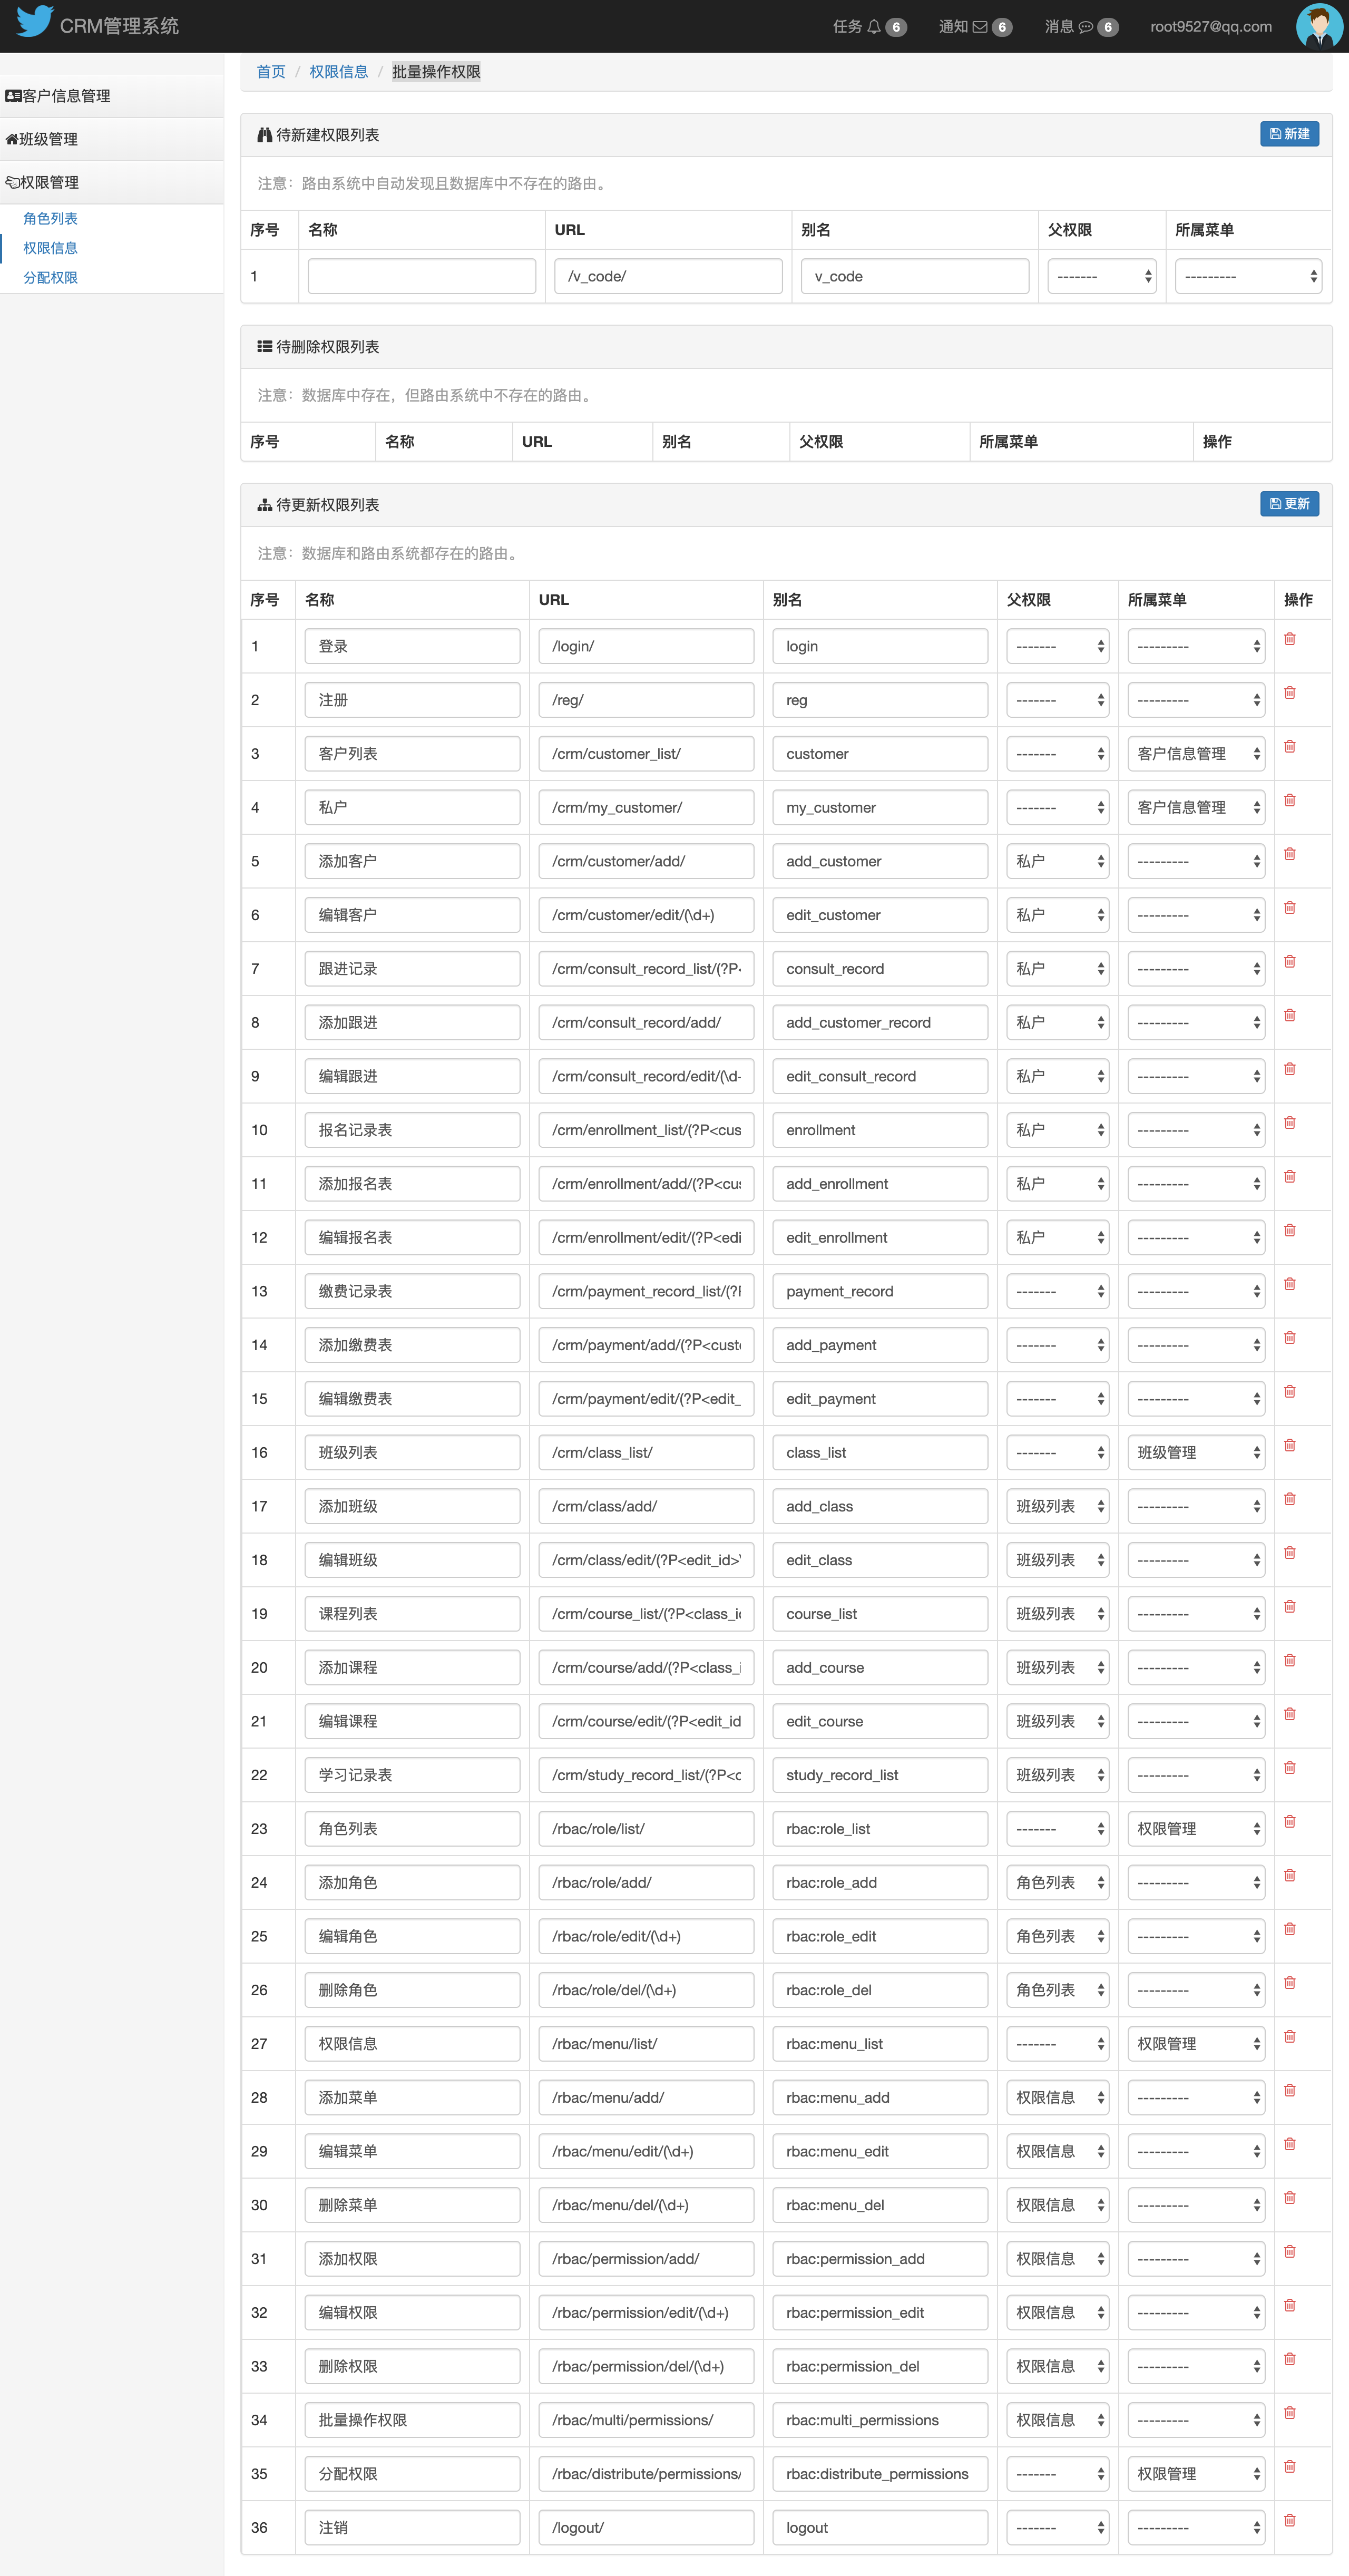 CRM管理系统 任务 6 通知 6 消息 6 root9527@qq.com
首页 / 权限信息 / 批量操作权限
客户信息管理
班级管理
权限管理
角色列表
权限信息
分配权限
待新建权限列表 新建
注意：路由系统中自动发现且数据库中不存在的路由。
序号 名称 URL 别名 父权限 所属菜单
1 /v_code/ v_code ------- ---------
待删除权限列表
注意：数据库中存在，但路由系统中不存在的路由。
序号 名称 URL 别名 父权限 所属菜单 操作
待更新权限列表 更新
注意：数据库和路由系统都存在的路由。
序号 名称 URL 别名 父权限 所属菜单 操作
1 登录 /login/ login ------- ---------
2 注册 /reg/ reg ------- ---------
3 客户列表 /crm/customer_list/ customer ------- 客户信息管理
4 私户 /crm/my_customer/ my_customer ------- 客户信息管理
5 添加客户 /crm/customer/add/ add_customer 私户 ---------
6 编辑客户 /crm/customer/edit/(\d+) edit_customer 私户 ---------
7 跟进记录 /crm/consult_record_list/(?P< consult_record 私户 ---------
8 添加跟进 /crm/consult_record/add/ add_customer_record 私户 ---------
9 编辑跟进 /crm/consult_record/edit/(\d+ edit_consult_record 私户 ---------
10 报名记录表 /crm/enrollment_list/(?P<cus enrollment 私户 ---------
11 添加报名表 /crm/enrollment/add/(?P<cus add_enrollment 私户 ---------
12 编辑报名表 /crm/enrollment/edit/(?P<edi edit_enrollment 私户 ---------
13 缴费记录表 /crm/payment_record_list/(?P payment_record ------- ---------
14 添加缴费表 /crm/payment/add/(?P<custo add_payment ------- ---------
15 编辑缴费表 /crm/payment/edit/(?P<edit_ edit_payment ------- ---------
16 班级列表 /crm/class_list/ class_list ------- 班级管理
17 添加班级 /crm/class/add/ add_class 班级列表 ---------
18 编辑班级 /crm/class/edit/(?P<edit_id>\ edit_class 班级列表 ---------
19 课程列表 /crm/course_list/(?P<class_id course_list 班级列表 ---------
20 添加课程 /crm/course/add/(?P<class_i add_course 班级列表 ---------
21 编辑课程 /crm/course/edit/(?P<edit_id edit_course 班级列表 ---------
22 学习记录表 /crm/study_record_list/(?P<c study_record_list 班级列表 ---------
23 角色列表 /rbac/role/list/ rbac:role_list ------- 权限管理
24 添加角色 /rbac/role/add/ rbac:role_add 角色列表 ---------
25 编辑角色 /rbac/role/edit/(\d+) rbac:role_edit 角色列表 ---------
26 删除角色 /rbac/role/del/(\d+) rbac:role_del 角色列表 ---------
27 权限信息 /rbac/menu/list/ rbac:menu_list ------- 权限管理
28 添加菜单 /rbac/menu/add/ rbac:menu_add 权限信息 ---------
29 编辑菜单 /rbac/menu/edit/(\d+) rbac:menu_edit 权限信息 ---------
30 删除菜单 /rbac/menu/del/(\d+) rbac:menu_del 权限信息 ---------
31 添加权限 /rbac/permission/add/ rbac:permission_add 权限信息 ---------
32 编辑权限 /rbac/permission/edit/(\d+) rbac:permission_edit 权限信息 ---------
33 删除权限 /rbac/permission/del/(\d+) rbac:permission_del 权限信息 ---------
34 批量操作权限 /rbac/multi/permissions/ rbac:multi_permissions 权限信息 ---------
35 分配权限 /rbac/distribute/permissions/ rbac:distribute_permissions ------- 权限管理
36 注销 /logout/ logout ------- ---------